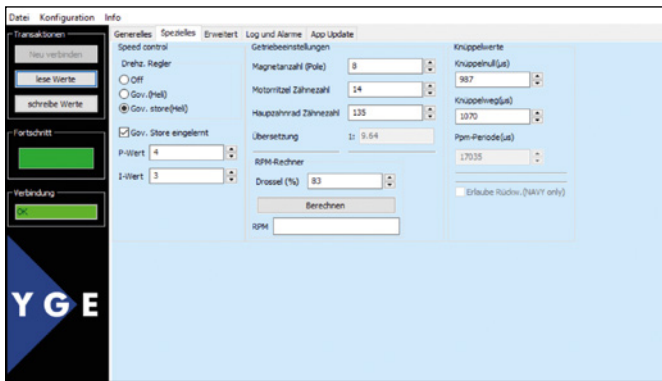 Datei Konfiguration Info
Transaktionen
Neu verbinden
lese Werte
schreibe Werte
Fortschritt
Verbindung
OK
YGE
Generelles Spezielles Erweitert Log und Alarme App Update
Speed control
Drehz. Regler
Off
Gov.(Heli)
Gov. store(Heli)
Gov. Store eingelernt
P-Wert 4
I-Wert 3
Getriebeeinstellungen
Magnetanzahl (Pole) 8
Motorritzel Zähnezahl 14
Haupzahnrad Zähnezahl 135
Übersetzung 1: 9.64
RPM-Rechner
Drossel (%) 83
Berechnen
RPM
Knüppelwerte
Knüppelnull(µs)
987
Knüppelweg(µs)
1070
Ppm-Periode(µs)
17035
Erlaube Rückw.(NAVY only)